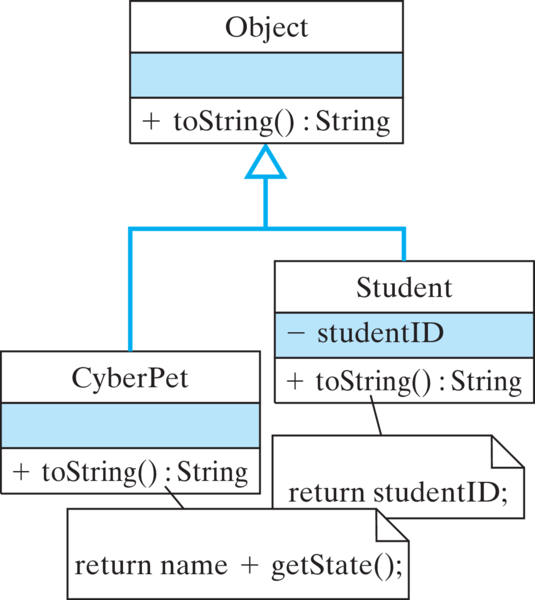 Object
+ toString() : String
Student
− studentID
+ toString() : String
CyberPet
+ toString() : String
return studentID;
return name + getState();